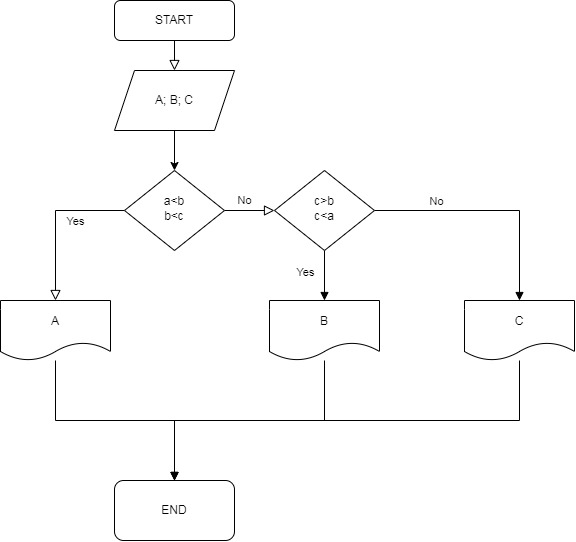 START
A; B; C
a<b
b<c
No
c>b
c<a
No
Yes
Yes
A
B
C
END